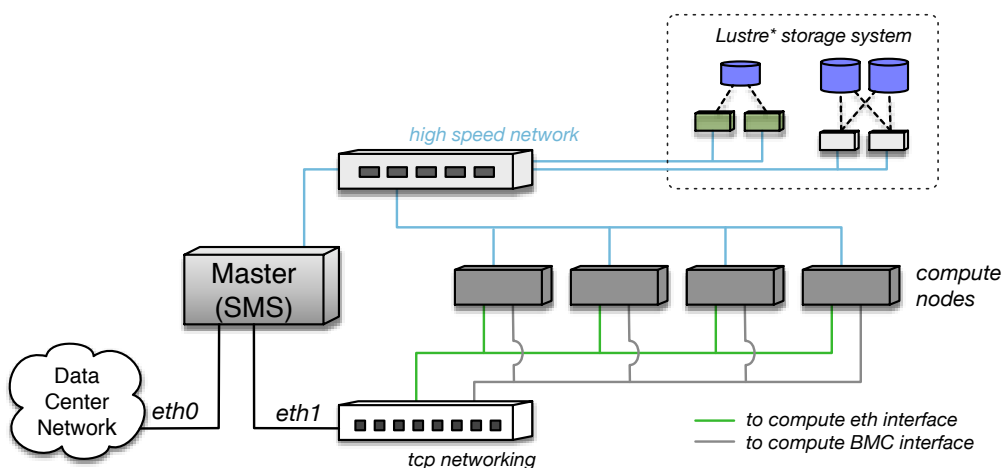 Lustre* storage system
high speed network
Master
(SMS)
compute
nodes
Data
Center
Network
eth0
eth1
tcp networking
to compute eth interface
to compute BMC interface